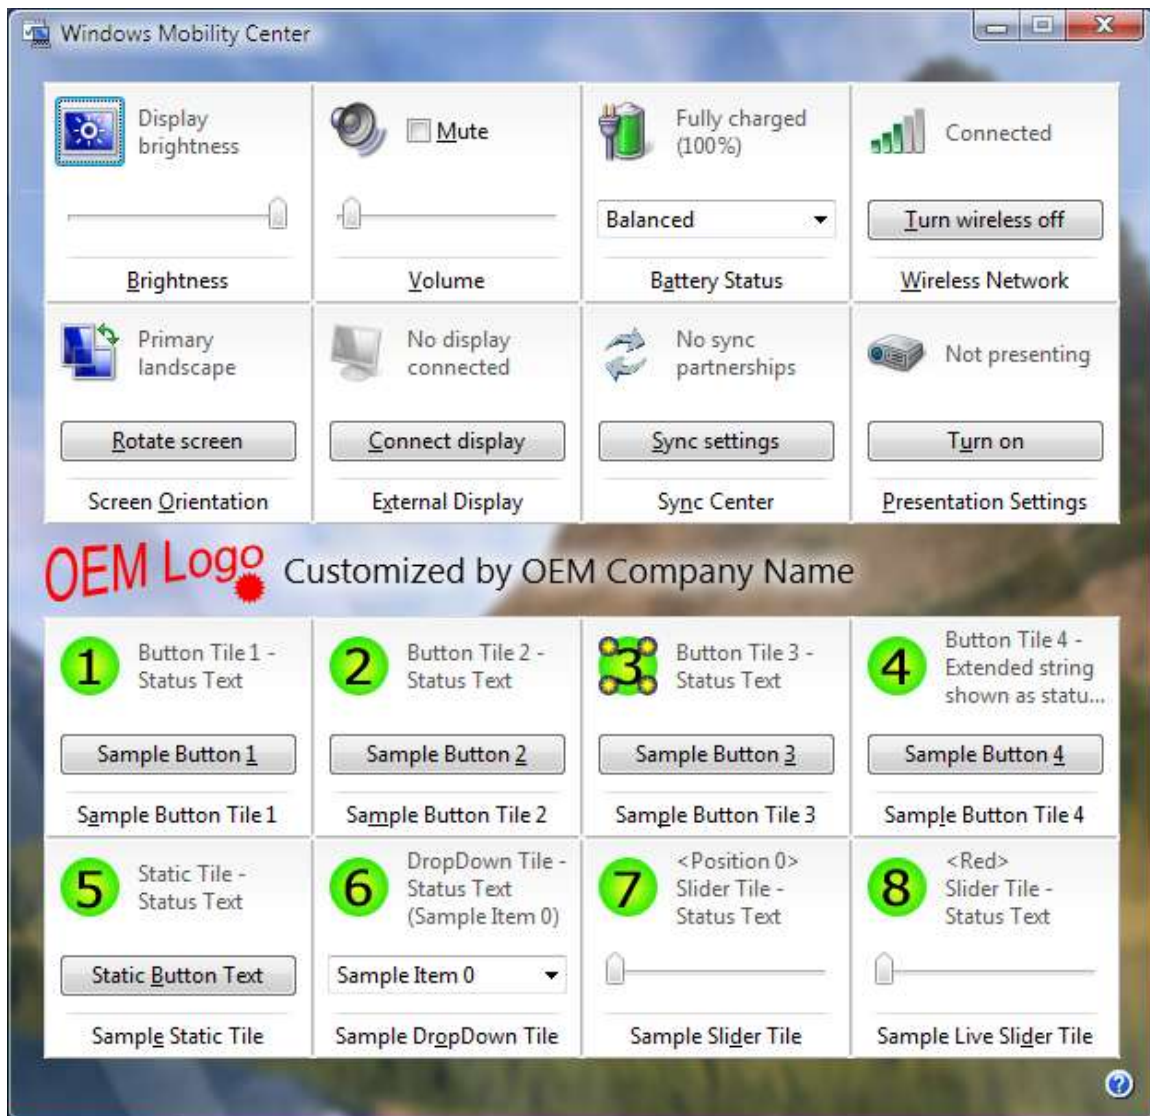 Windows Mobility Center
Display
brightness
Brightness
Mute
Volume
Fully charged
(100%)
Balanced
Battery Status
Connected
Turn wireless off
Wireless Network
Primary
landscape
Rotate screen
Screen Orientation
No display
connected
Connect display
External Display
No sync
partnerships
Sync settings
Sync Center
Not presenting
Turn on
Presentation Settings
OEM Logo
Customized by OEM Company Name
1
Button Tile 1 -
Status Text
Sample Button 1
Sample Button Tile 1
2
Button Tile 2 -
Status Text
Sample Button 2
Sample Button Tile 2
3
Button Tile 3 -
Status Text
Sample Button 3
Sample Button Tile 3
4
Button Tile 4 -
Extended string
shown as statu...
Sample Button 4
Sample Button Tile 4
5
Static Tile -
Status Text
Static Button Text
Sample Static Tile
6
DropDown Tile -
Status Text
(Sample Item 0)
Sample Item 0
Sample DropDown Tile
7
<Position 0>
Slider Tile -
Status Text
Sample Slider Tile
8
<Red>
Slider Tile -
Status Text
Sample Live Slider Tile
?